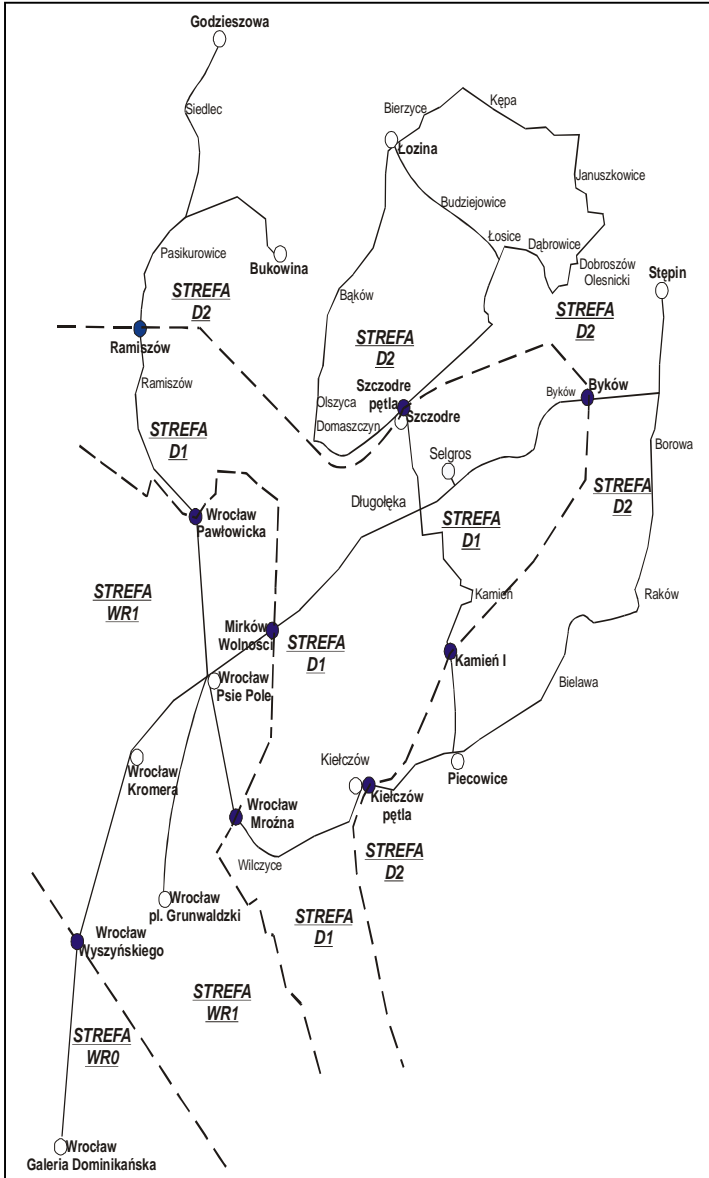 Godzieszowa
Siedlec
Kępa
Bierzyce
Łozina
Januszkowice
Budziejowice
Pasikurowice
Łosice
Dąbrowice
Bukowina
Dobroszów
Olesnicki
Stępin
STREFA
D2
Bąków
STREFA
D2
STREFA
D2
Ramiszów
Szczodre
pętla
Ramiszów
Byków
Byków
Olszyca
Szczodre
Domaszczyn
STREFA
D1
Borowa
Selgros
STREFA
D2
Długołęka
Wrocław
Pawłowicka
STREFA
D1
STREFA
WR1
Kamień
Raków
Mirków
Wolności
STREFA
D1
Kamień I
Wrocław
Psie Pole
Bielawa
Kiełczów
Wrocław
Kromera
Piecowice
Kiełczów
pętla
Wrocław
Mroźna
Wilczyce
STREFA
D2
Wrocław
pl. Grunwaldzki
STREFA
D1
Wrocław
Wyszyńskiego
STREFA
WR1
STREFA
WR0
Wrocław
Galeria Dominikańska